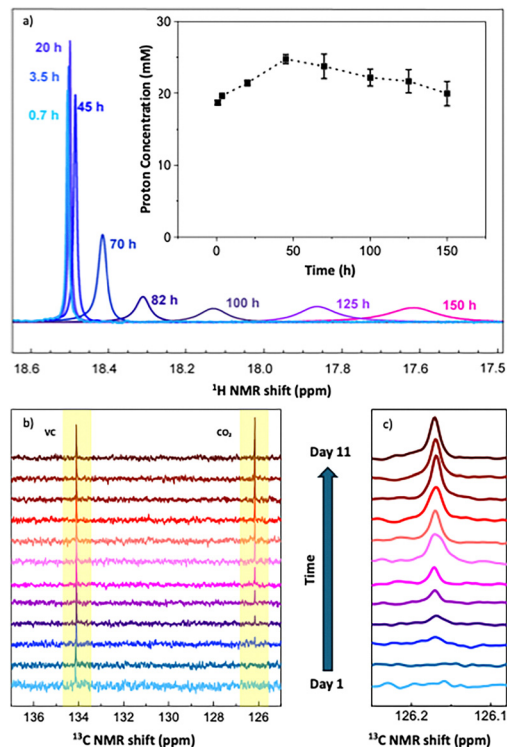 a)
20 h
3.5 h
0.7 h
45 h
70 h
82 h
100 h
125 h
150 h
Proton Concentration (mM)
30
20
10
0
0 50 100 150
Time (h)
18.6 18.4 18.2 18.0 17.8 17.6 17.5
¹H NMR shift (ppm)
b)
VC
CO₂
136 134 132 130 128 126
¹³C NMR shift (ppm)
Day 11
Time
Day 1
c)
126.2 126.1
¹³C NMR shift (ppm)